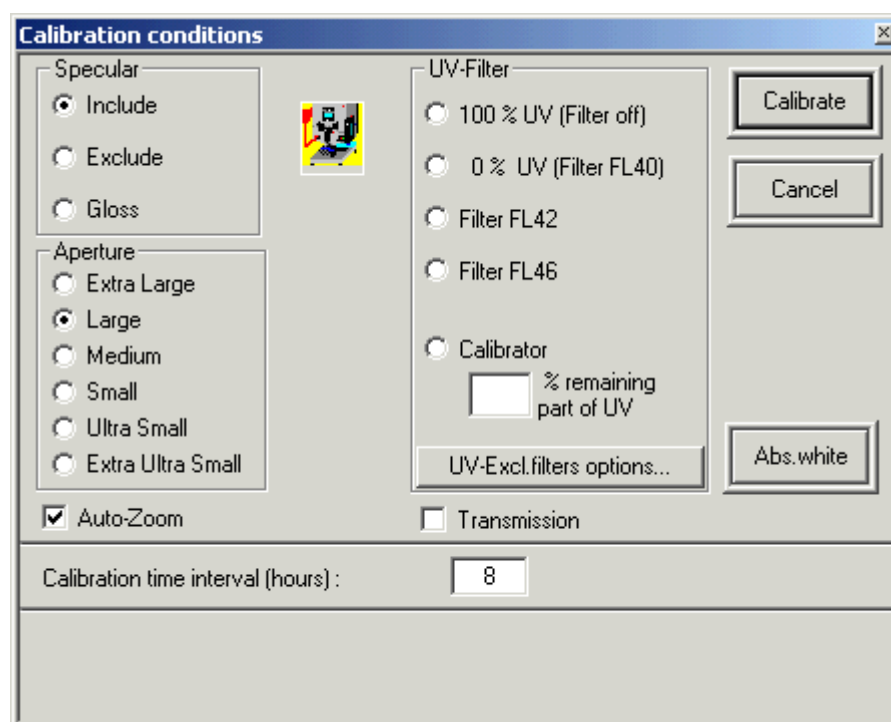 Calibration conditions
Specular
Include
Exclude
Gloss
Aperture
Extra Large
Large
Medium
Small
Ultra Small
Extra Ultra Small
Auto-Zoom
UV-Filter
100 % UV (Filter off)
0 % UV (Filter FL40)
Filter FL42
Filter FL46
Calibrator
% remaining
part of UV
UV-Excl.filters options...
Transmission
Calibrate
Cancel
Abs.white
Calibration time interval (hours) :
8